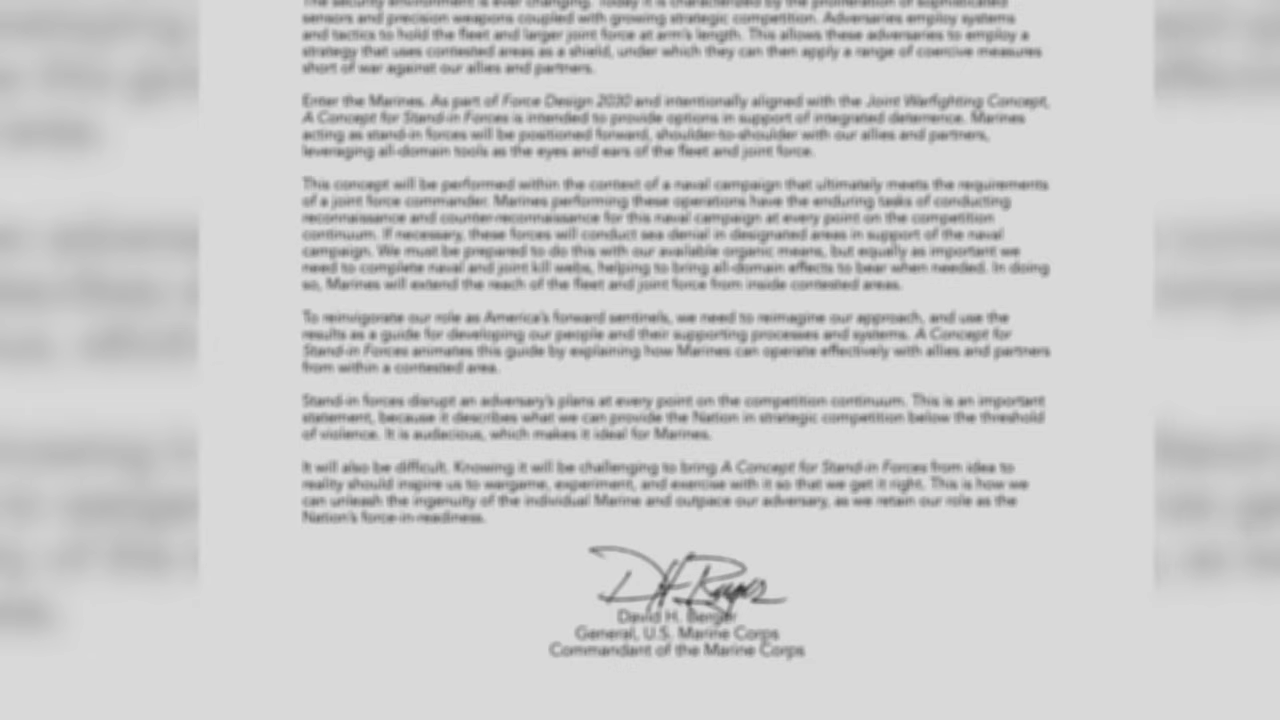 The security environment is ever changing. Today it is characterized by the proliferation of sophisticated
sensors and precision weapons coupled with growing strategic competition. Adversaries employ systems
and tactics to hold the fleet and larger joint force at arm's length. This allows these adversaries to employ a
strategy that uses contested areas as a shield, under which they can then apply a range of coercive measures
short of war against our allies and partners.
Enter the Marines. As part of Force Design 2030 and intentionally aligned with the Joint Warfighting Concept,
A Concept for Stand-in Forces is intended to provide options in support of integrated deterrence. Marines
acting as stand-in forces will be positioned forward, shoulder-to-shoulder with our allies and partners,
leveraging all-domain tools as the eyes and ears of the fleet and joint force.
This concept will be performed within the context of a naval campaign that ultimately meets the requirements
of a joint force commander. Marines performing these operations have the enduring tasks of conducting
reconnaissance and counter-reconnaissance for this naval campaign at every point on the competition
continuum. If necessary, these forces will conduct sea denial in designated areas in support of the naval
campaign. We must be prepared to do this with our available organic means, but equally as important we
need to complete naval and joint kill webs, helping to bring all-domain effects to bear when needed. In doing
so, Marines will extend the reach of the fleet and joint force from inside contested areas.
To reinvigorate our role as America's forward sentinels, we need to reimagine our approach, and use the
results as a guide for developing our people and their supporting processes and systems. A Concept for
Stand-in Forces animates this guide by explaining how Marines can operate effectively with allies and partners
from within a contested area.
Stand-in forces disrupt an adversary's plans at every point on the competition continuum. This is an important
statement, because it describes what we can provide the Nation in strategic competition below the threshold
of violence. It is audacious, which makes it ideal for Marines.
It will also be difficult. Knowing it will be challenging to bring A Concept for Stand-in Forces from idea to
reality should inspire us to wargame, experiment, and exercise with it so that we get it right. This is how we
can unleash the ingenuity of the individual Marine and outpace our adversary, as we retain our role as the
Nation's force-in-readiness.
David H. Berger
General, U.S. Marine Corps
Commandant of the Marine Corps